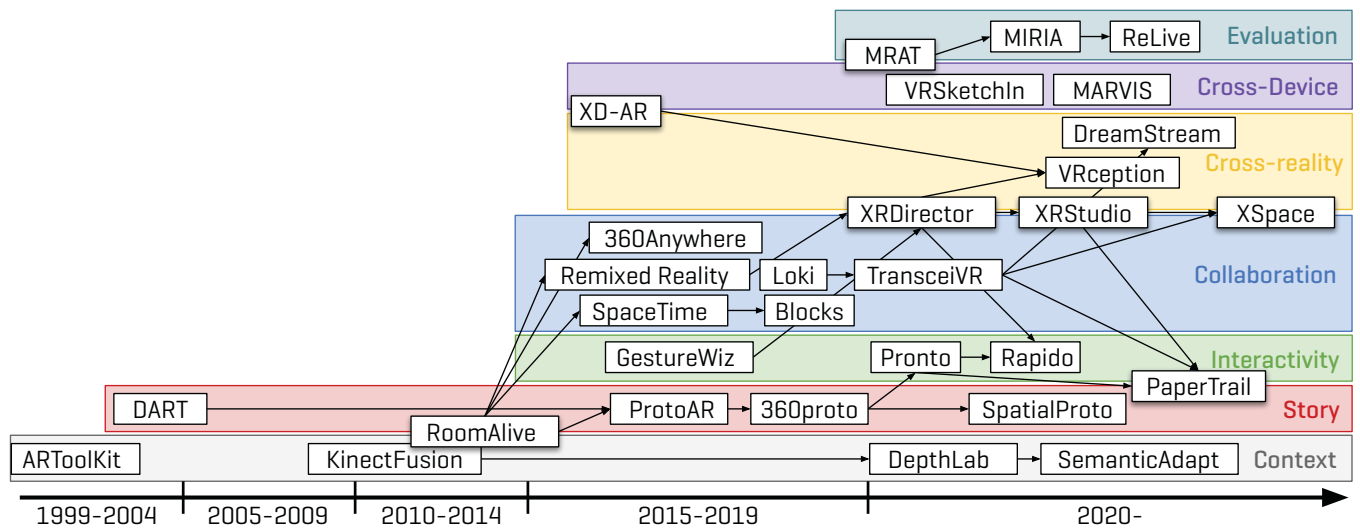 MIRIA
ReLive
Evaluation
MRAT
VRSketchIn
MARVIS
Cross-Device
XD-AR
DreamStream
Cross-reality
VRception
XRDirector
XRStudio
XSpace
360Anywhere
Remixed Reality
Loki
TransceiVR
Collaboration
SpaceTime
Blocks
GestureWiz
Pronto
Rapido
Interactivity
PaperTrail
DART
ProtoAR
360proto
SpatialProto
Story
RoomAlive
ARToolKit
KinectFusion
DepthLab
SemanticAdapt
Context
1999-2004
2005-2009
2010-2014
2015-2019
2020-